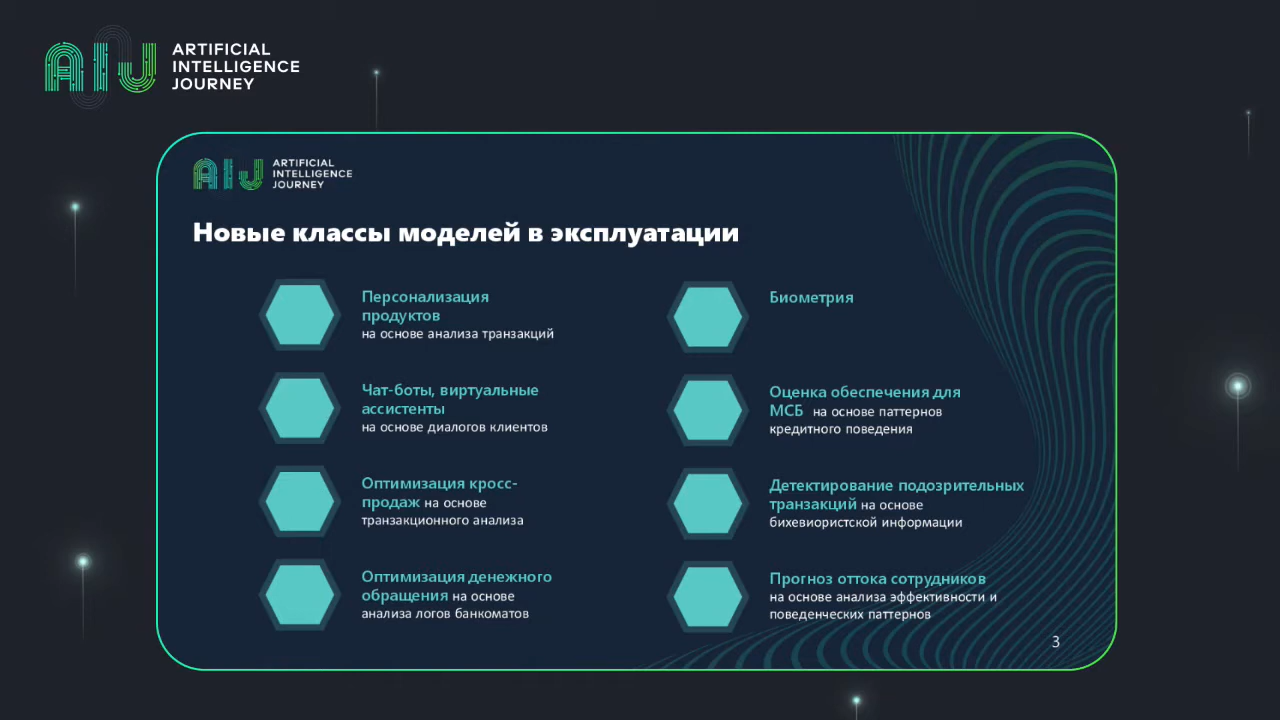 ARTIFICIAL
INTELLIGENCE
JOURNEY
ARTIFICIAL
INTELLIGENCE
JOURNEY
Новые классы моделей в эксплуатации
Персонализация
продуктов
на основе анализа транзакций
Чат-боты, виртуальные
ассистенты
на основе диалогов клиентов
Оптимизация кросс-
продаж на основе
транзакционного анализа
Оптимизация денежного
обращения на основе
анализа логов банкоматов
Биометрия
Оценка обеспечения для
МСБ на основе паттернов
кредитного поведения
Детектирование подозрительных
транзакций на основе
бихевиористской информации
Прогноз оттока сотрудников
на основе анализа эффективности и
поведенческих паттернов
3